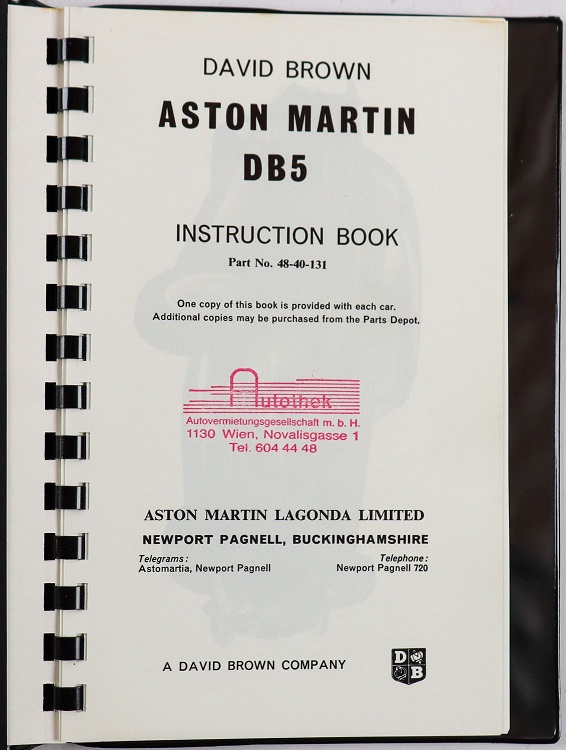 DAVID BROWN
ASTON MARTIN
DB5
INSTRUCTION BOOK
Part No. 48-40-131
One copy of this book is provided with each car.
Additional copies may be purchased from the Parts Depot.
Autothek
Autovermietungsgesellschaft m. b. H.
1130 Wien, Novalisgasse 1
Tel. 604 44 48
ASTON MARTIN LAGONDA LIMITED
NEWPORT PAGNELL, BUCKINGHAMSHIRE
Telegrams: Telephone:
Astomartia, Newport Pagnell Newport Pagnell 720
A DAVID BROWN COMPANY
D B